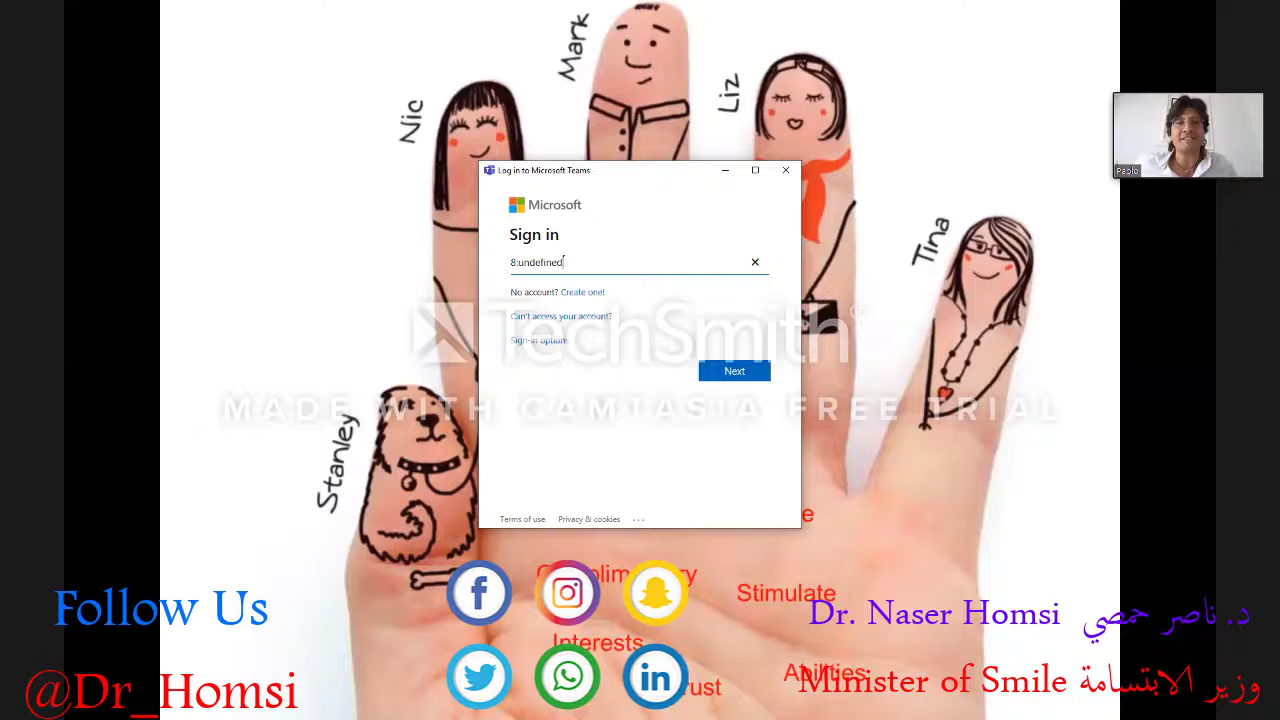 Mark
Nic
Liz
Tina
Stanley
Paolo
Log in to Microsoft Teams
Microsoft
Sign in
8:undefined
No account? Create one!
Can't access your account?
Sign-in options
Next
Terms of use
Privacy & cookies
TechSmith®
MADE WITH CAMTASIA FREE TRIAL
Stimulate
Interests
Abilities
Follow Us
@Dr_Homsi
Dr. Naser Homsi د. ناصر حمصي
Minister of Smile وزير الابتسامة